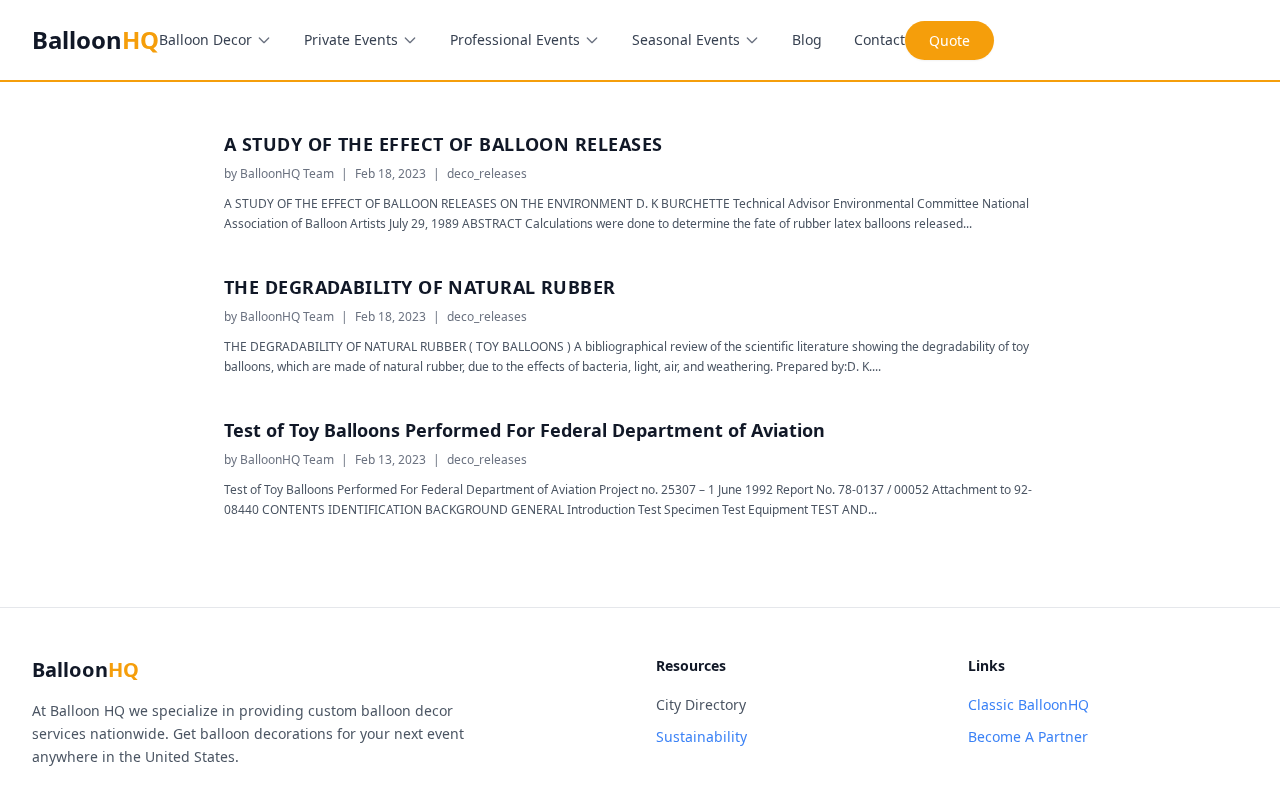 BalloonHQ Balloon Decor Private Events Professional Events Seasonal Events Blog Contact Quote
A STUDY OF THE EFFECT OF BALLOON RELEASES
by BalloonHQ Team | Feb 18, 2023 | deco_releases
A STUDY OF THE EFFECT OF BALLOON RELEASES ON THE ENVIRONMENT D. K BURCHETTE Technical Advisor Environmental Committee National
Association of Balloon Artists July 29, 1989 ABSTRACT Calculations were done to determine the fate of rubber latex balloons released...
THE DEGRADABILITY OF NATURAL RUBBER
by BalloonHQ Team | Feb 18, 2023 | deco_releases
THE DEGRADABILITY OF NATURAL RUBBER ( TOY BALLOONS ) A bibliographical review of the scientific literature showing the degradability of toy
balloons, which are made of natural rubber, due to the effects of bacteria, light, air, and weathering. Prepared by:D. K....
Test of Toy Balloons Performed For Federal Department of Aviation
by BalloonHQ Team | Feb 13, 2023 | deco_releases
Test of Toy Balloons Performed For Federal Department of Aviation Project no. 25307 – 1 June 1992 Report No. 78-0137 / 00052 Attachment to 92-
08440 CONTENTS IDENTIFICATION BACKGROUND GENERAL Introduction Test Specimen Test Equipment TEST AND...
BalloonHQ
At Balloon HQ we specialize in providing custom balloon decor
services nationwide. Get balloon decorations for your next event
anywhere in the United States.
Resources
City Directory
Sustainability
Links
Classic BalloonHQ
Become A Partner